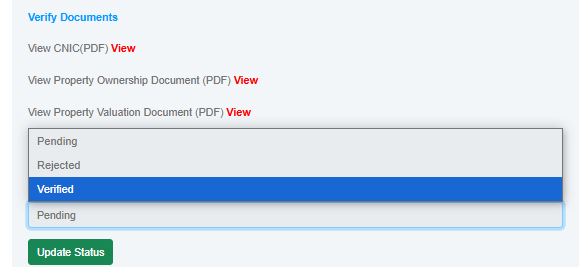 Verify Documents
View CNIC(PDF) View
View Property Ownership Document (PDF) View
View Property Valuation Document (PDF) View
Pending
Rejected
Verified
Pending
Update Status